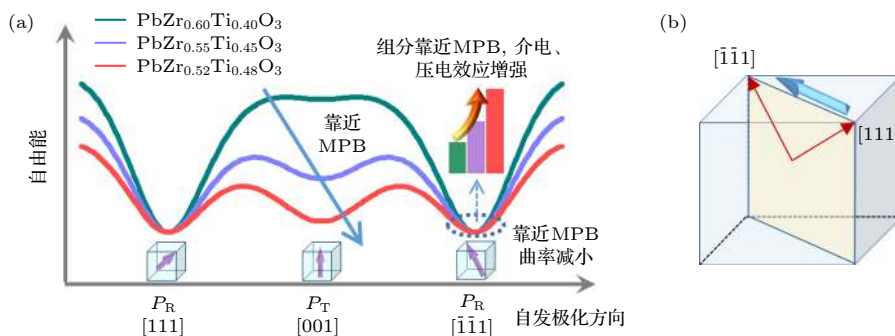 (a)
PbZr0.60Ti0.40O3
PbZr0.55Ti0.45O3
PbZr0.52Ti0.48O3
组分靠近MPB, 介电、
压电效应增强
靠近
MPB
自由能
靠近MPB
曲率减小
PR
[111]
PT
[001]
PR
[1̄1̄1]
自发极化方向
(b)
[1̄1̄1]
[111